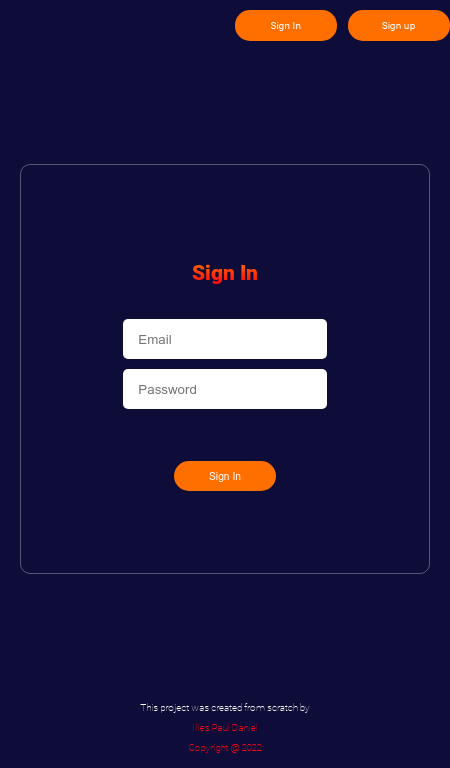 Sign In
Sign up
Sign In
Email
Password
Sign In
This project was created from scratch by
Illes Paul Daniel
Copyright @ 2022